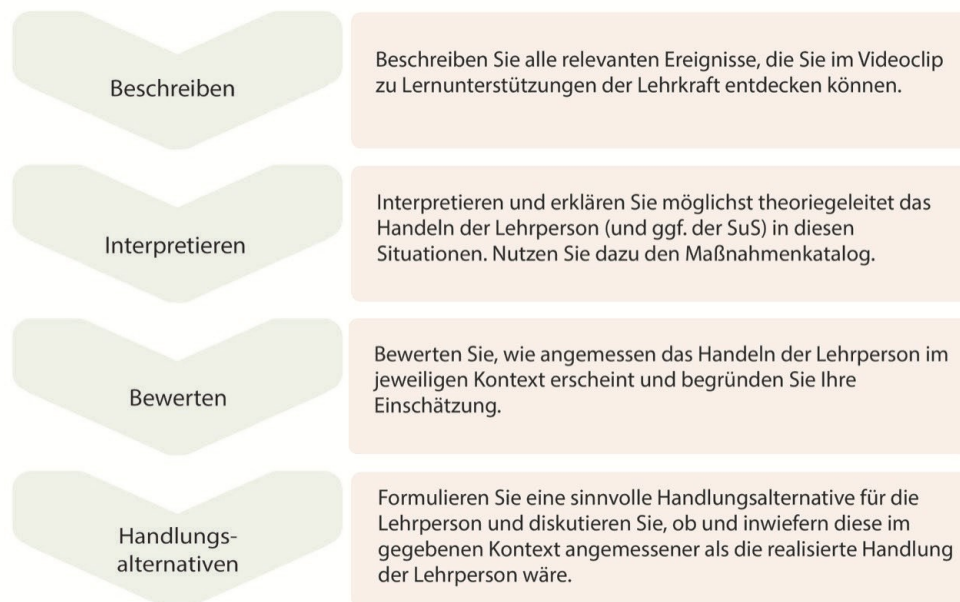 Beschreiben
Beschreiben Sie alle relevanten Ereignisse, die Sie im Videoclip
zu Lernunterstützungen der Lehrkraft entdecken können.
Interpretieren
Interpretieren und erklären Sie möglichst theoriegeleitet das
Handeln der Lehrperson (und ggf. der SuS) in diesen
Situationen. Nutzen Sie dazu den Maßnahmenkatalog.
Bewerten
Bewerten Sie, wie angemessen das Handeln der Lehrperson im
jeweiligen Kontext erscheint und begründen Sie Ihre
Einschätzung.
Handlungs-
alternativen
Formulieren Sie eine sinnvolle Handlungsalternative für die
Lehrperson und diskutieren Sie, ob und inwiefern diese im
gegebenen Kontext angemessener als die realisierte Handlung
der Lehrperson wäre.